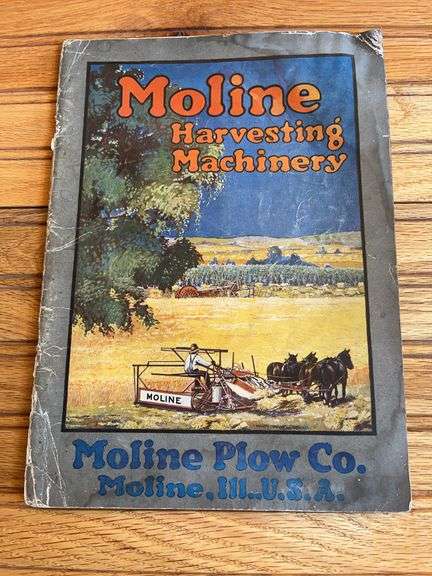 Moline
Harvesting
Machinery
MOLINE
Moline Plow Co.
Moline, Ill., U.S.A.